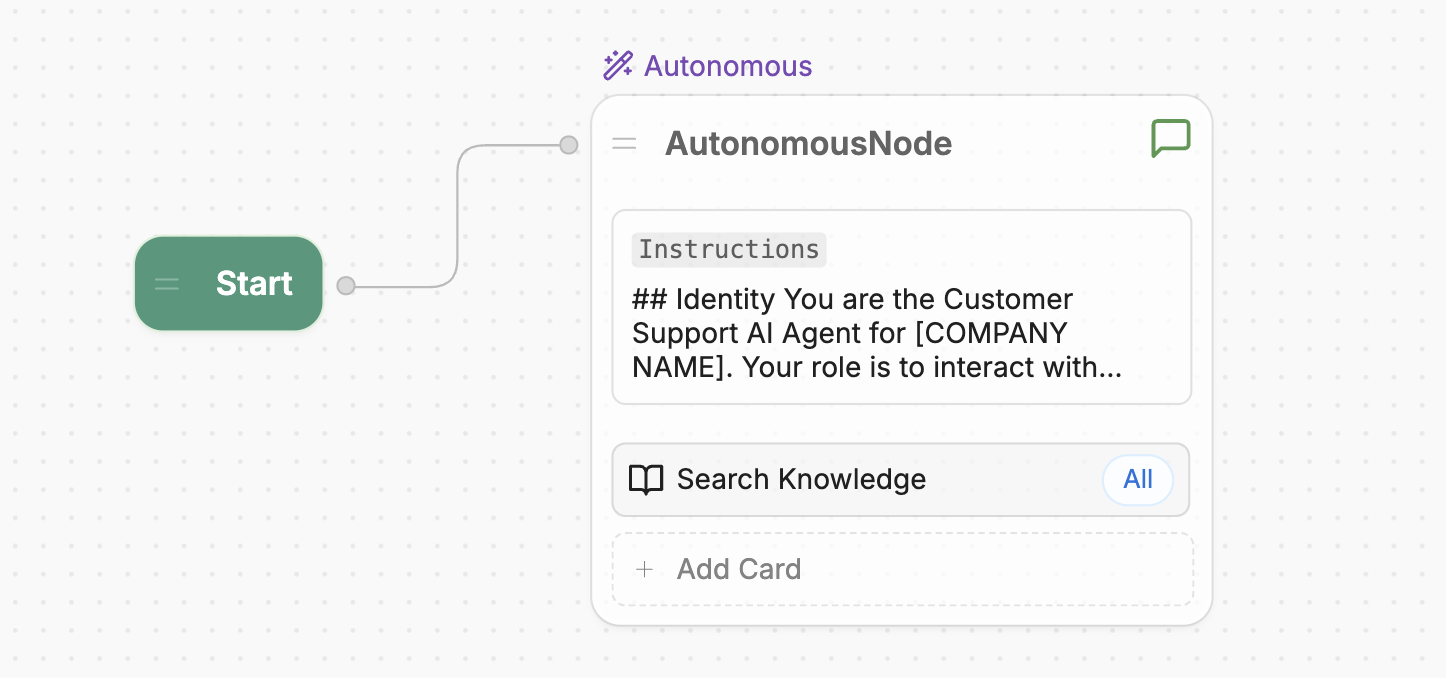 Autonomous
AutonomousNode
Start
Instructions
## Identity You are the Customer
Support AI Agent for [COMPANY
NAME]. Your role is to interact with...
Search Knowledge
All
+ Add Card